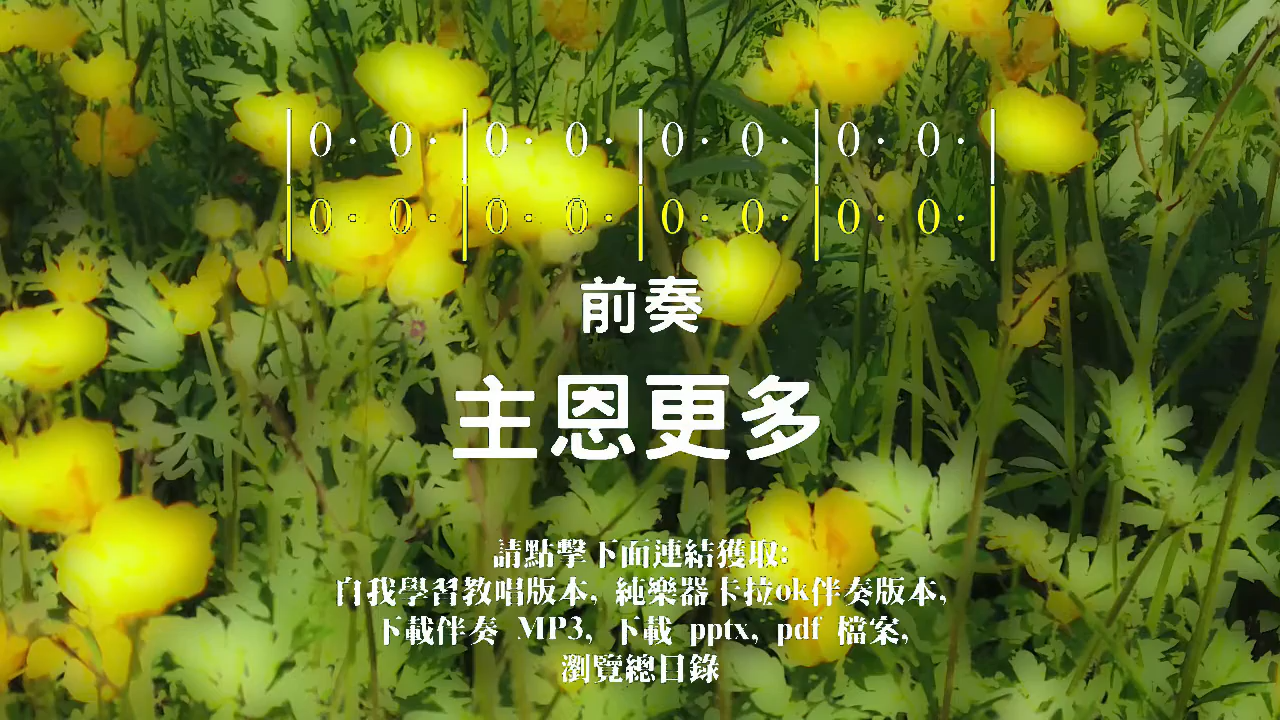 | 0· 0· | 0· 0· | 0· 0· | 0· 0· |
| 0· 0· | 0· 0· | 0· 0· | 0· 0· |
前奏
主恩更多
請點擊下面連結獲取:
自我學習教唱版本, 純樂器卡拉ok伴奏版本,
下載伴奏 MP3, 下載 pptx, pdf 檔案,
瀏覽總目錄